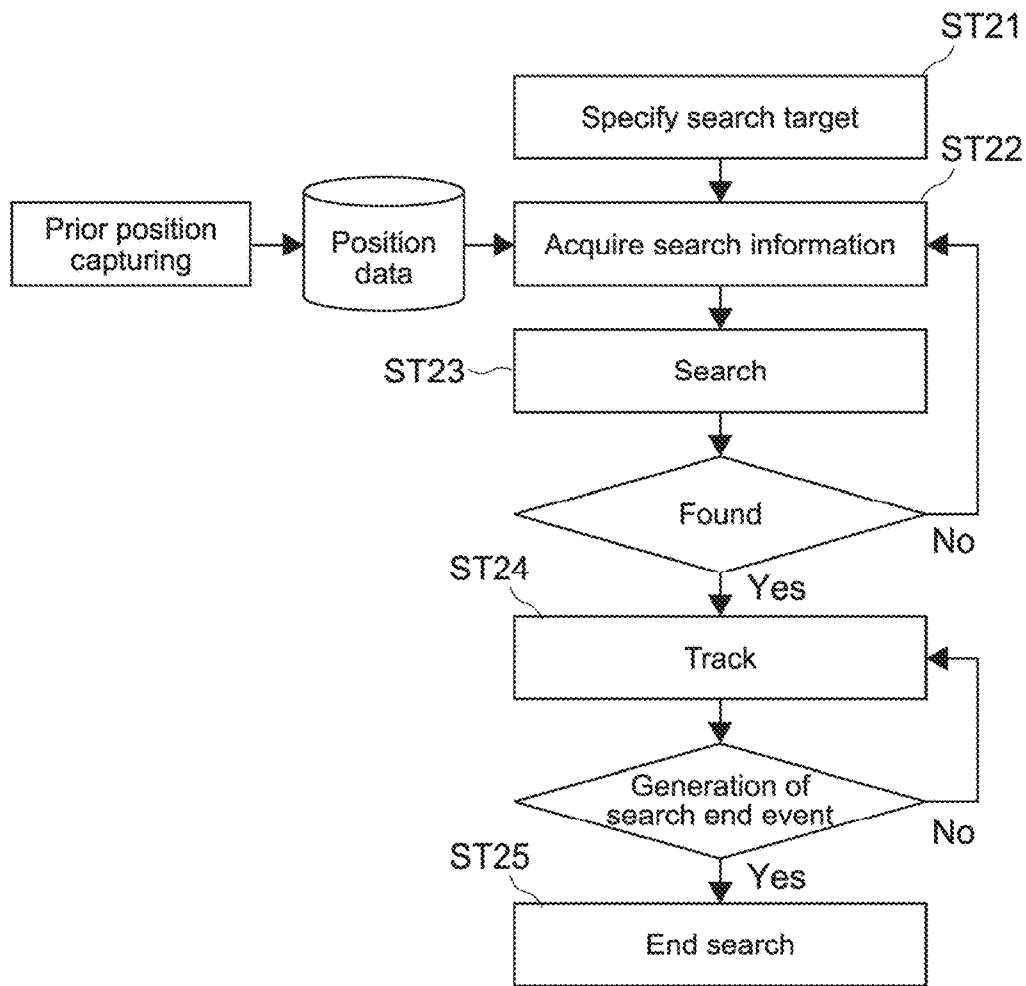 ST21
Specify search target
ST22
Prior position
capturing
Position
data
Acquire search information
ST23
Search
Found
No
Yes
ST24
Track
Generation of
search end event
No
Yes
ST25
End search